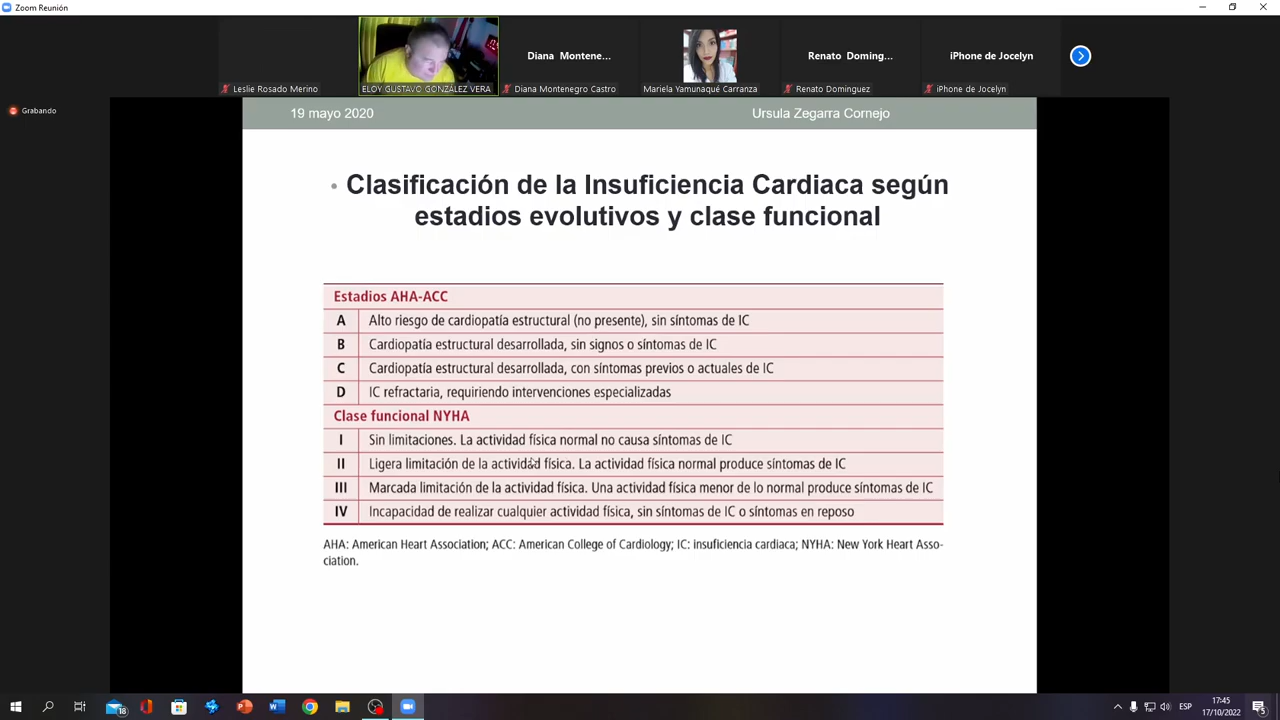 Zoom Reunión
Grabando
Diana Montene...
Renato Doming...
iPhone de Jocelyn
Leslie Rosado Merino
ELOY GUSTAVO GONZÁLEZ VERA
Diana Montenegro Castro
Mariela Yamunaqué Carranza
Renato Dominguez
iPhone de Jocelyn
19 mayo 2020
Ursula Zegarra Cornejo
• Clasificación de la Insuficiencia Cardiaca según
estadios evolutivos y clase funcional
Estadios AHA-ACC
A Alto riesgo de cardiopatía estructural (no presente), sin síntomas de IC
B Cardiopatía estructural desarrollada, sin signos o síntomas de IC
C Cardiopatía estructural desarrollada, con síntomas previos o actuales de IC
D IC refractaria, requiriendo intervenciones especializadas
Clase funcional NYHA
I Sin limitaciones. La actividad física normal no causa síntomas de IC
II Ligera limitación de la actividad física. La actividad física normal produce síntomas de IC
III Marcada limitación de la actividad física. Una actividad física menor de lo normal produce síntomas de IC
IV Incapacidad de realizar cualquier actividad física, sin síntomas de IC o síntomas en reposo
AHA: American Heart Association; ACC: American College of Cardiology; IC: insuficiencia cardiaca; NYHA: New York Heart Asso-
ciation.
18
ESP
17:45
17/10/2022
5